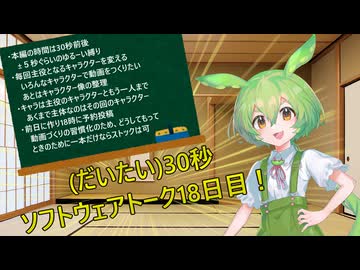 ・本編の時間は30秒前後
±５秒ぐらいのゆるーい縛り
・毎回主役となるキャラクターを変える
いろんなキャラクターで動画をつくりたい
あとはキャラクター像の整理
・キャラは主役のキャラクターともう一人まで
あくまで主体なのはその回のキャラクター
・前日に作り18時に予約投稿
動画づくりの習慣化のため、どうしてもって
ときのために一本だけならストックは可
(だいたい)30秒
ソフトウェアトーク18日目！